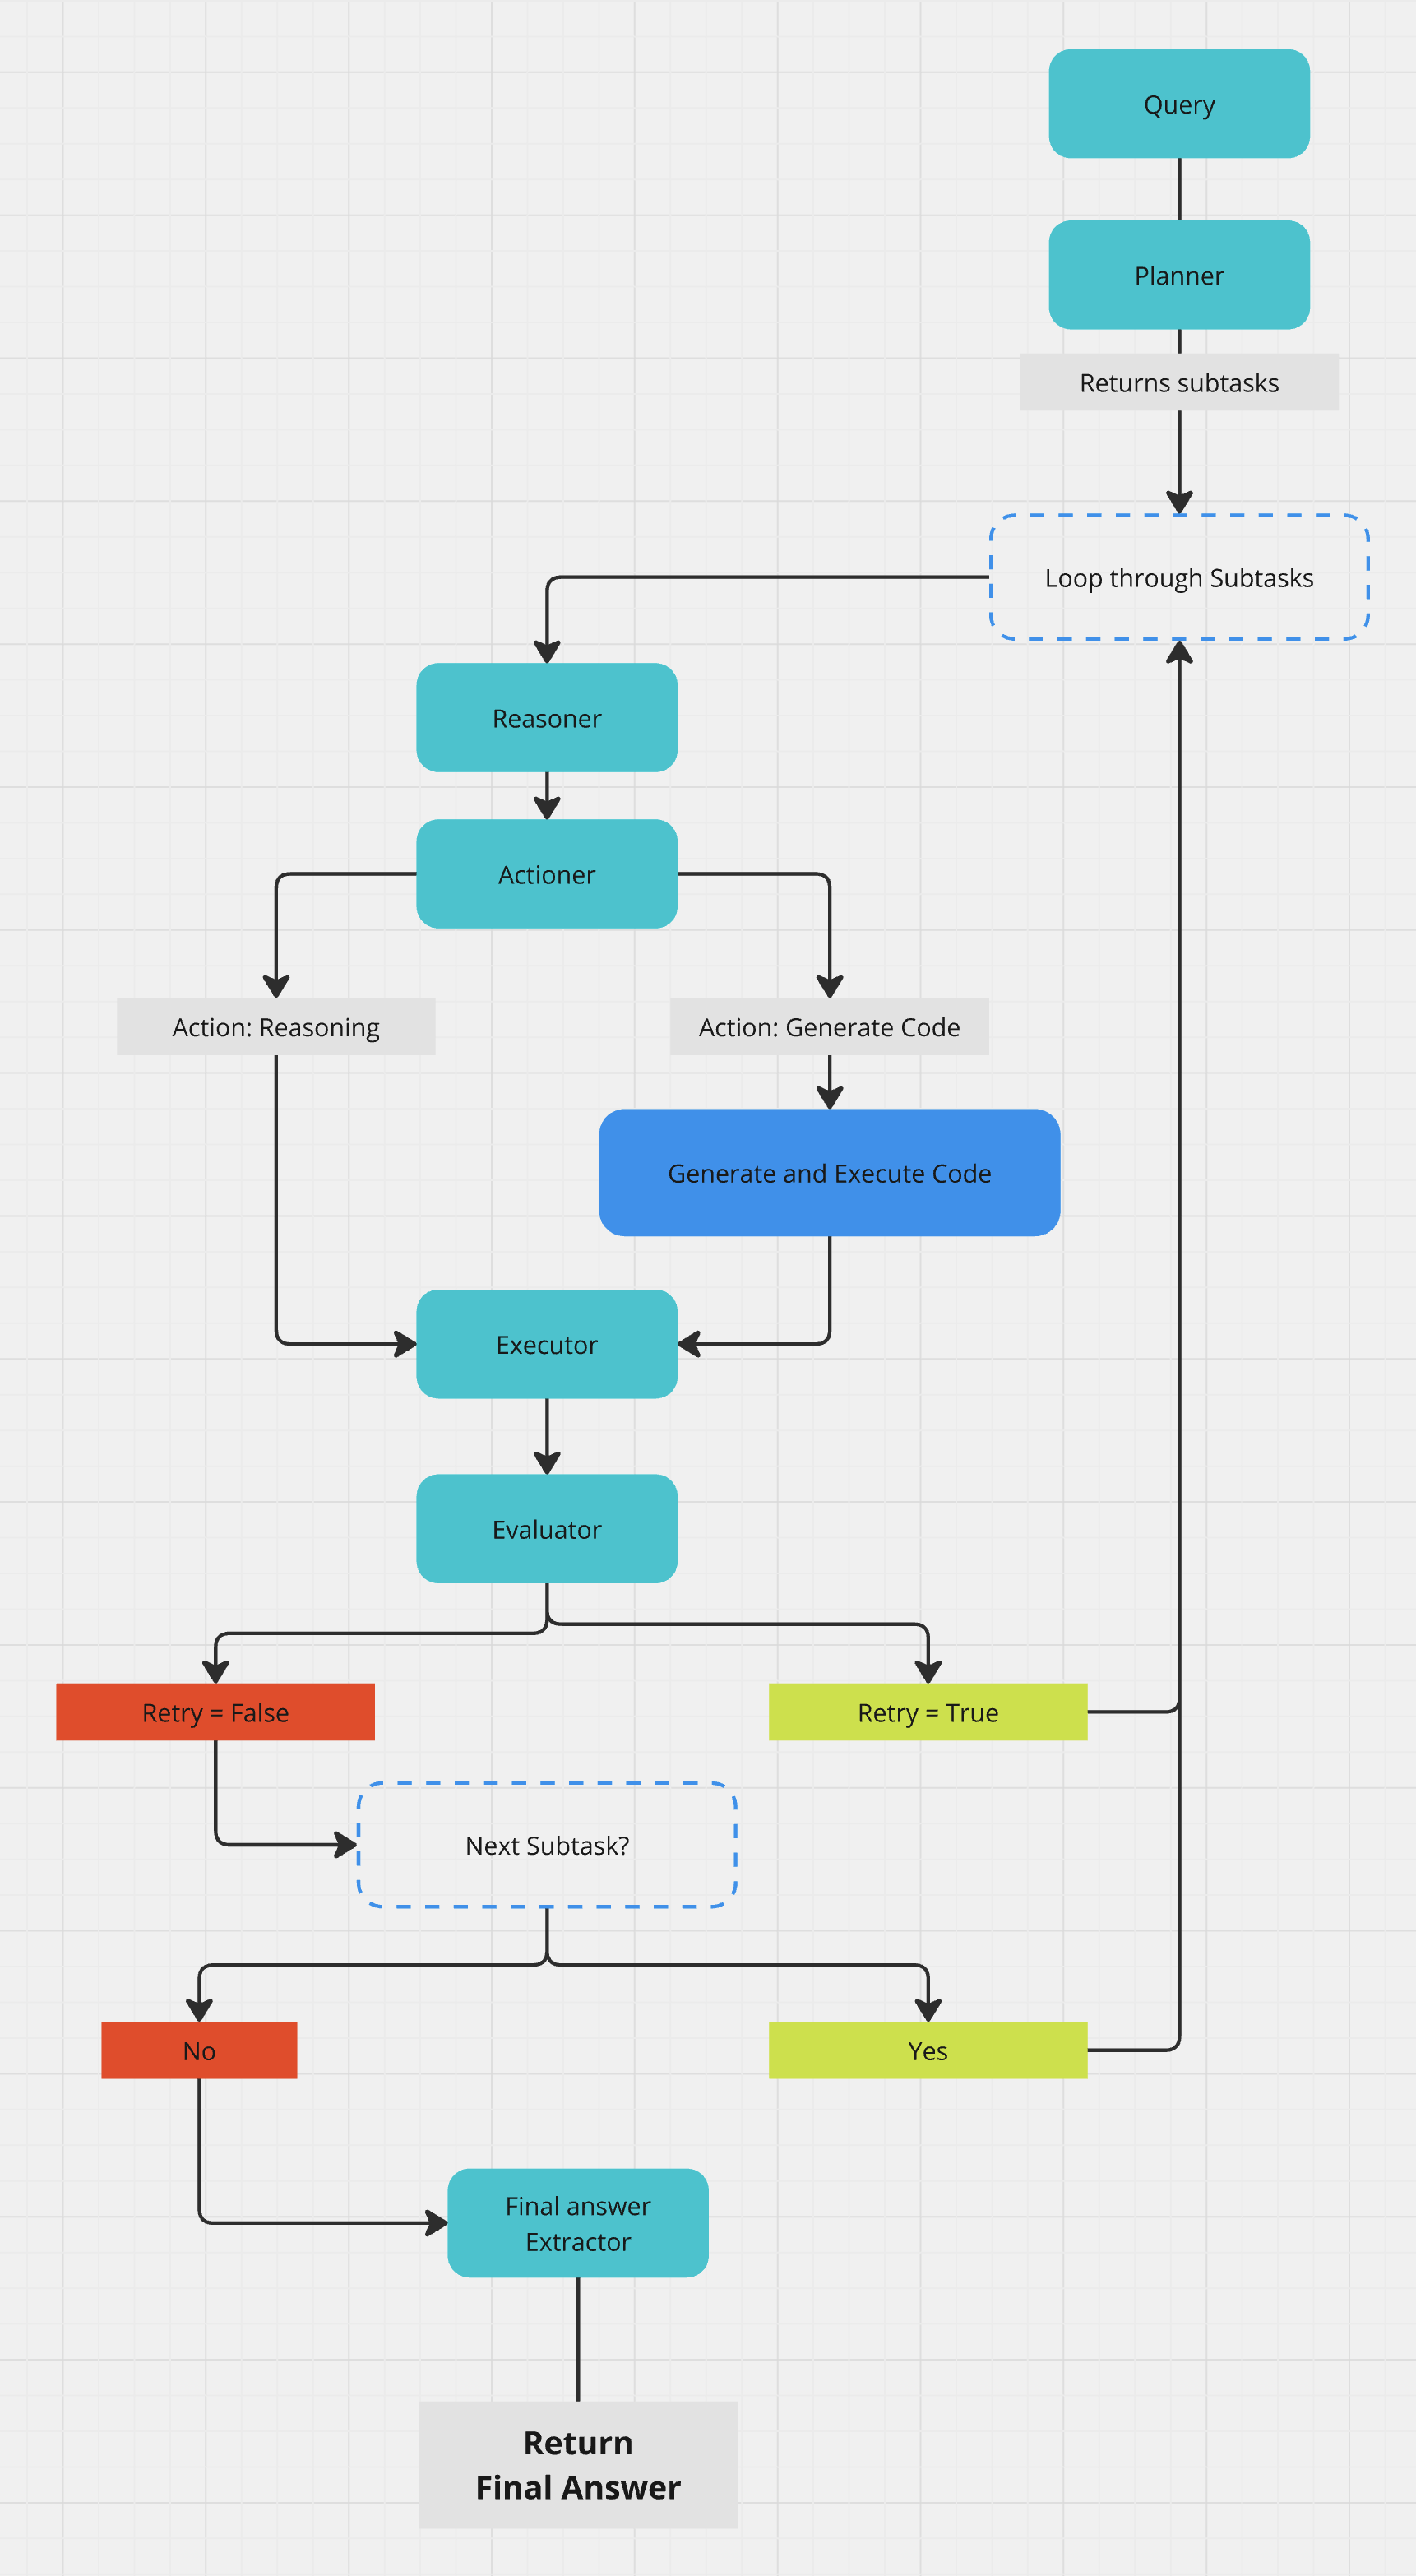 Query
Planner
Returns subtasks
Loop through Subtasks
Reasoner
Actioner
Action: Reasoning
Action: Generate Code
Generate and Execute Code
Executor
Evaluator
Retry = False
Retry = True
Next Subtask?
No
Yes
Final answer
Extractor
Return
Final Answer